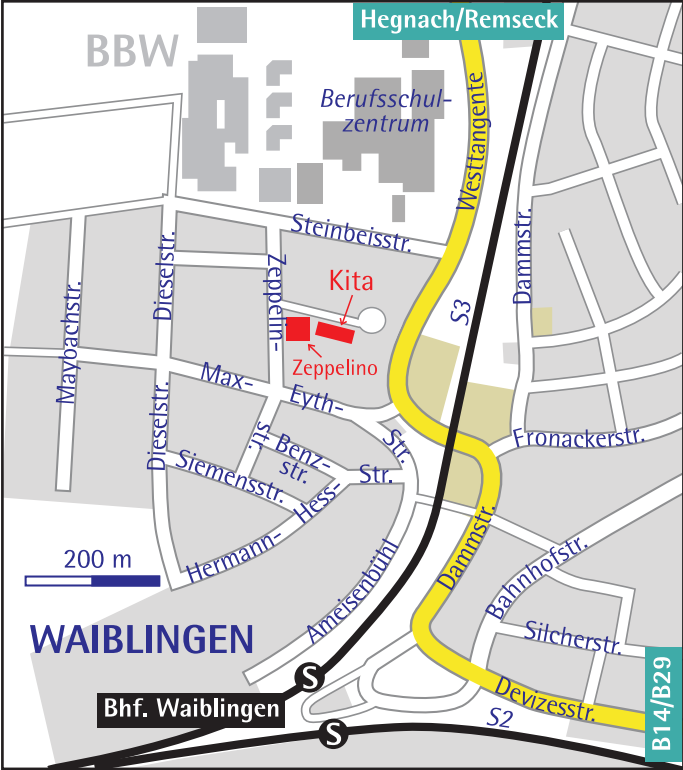 Hegnach/Remseck
BBW
Berufsschul-
zentrum
Westtangente
Steinbeisstr.
Dieselstr.
Zeppelin-
Maybachstr.
Dammstr.
S3
Kita
Zeppelino
Max-
Eyth-
Str.
Dieselstr.
Fronackerstr.
str.
Benz-
str.
Siemensstr.
Hermann-
Hess-
Str.
200 m
Ameisenbühl
Dammstr.
Bahnhofstr.
Silcherstr.
WAIBLINGEN
S
Bhf. Waiblingen
S
Devizesstr.
S2
B14/B29